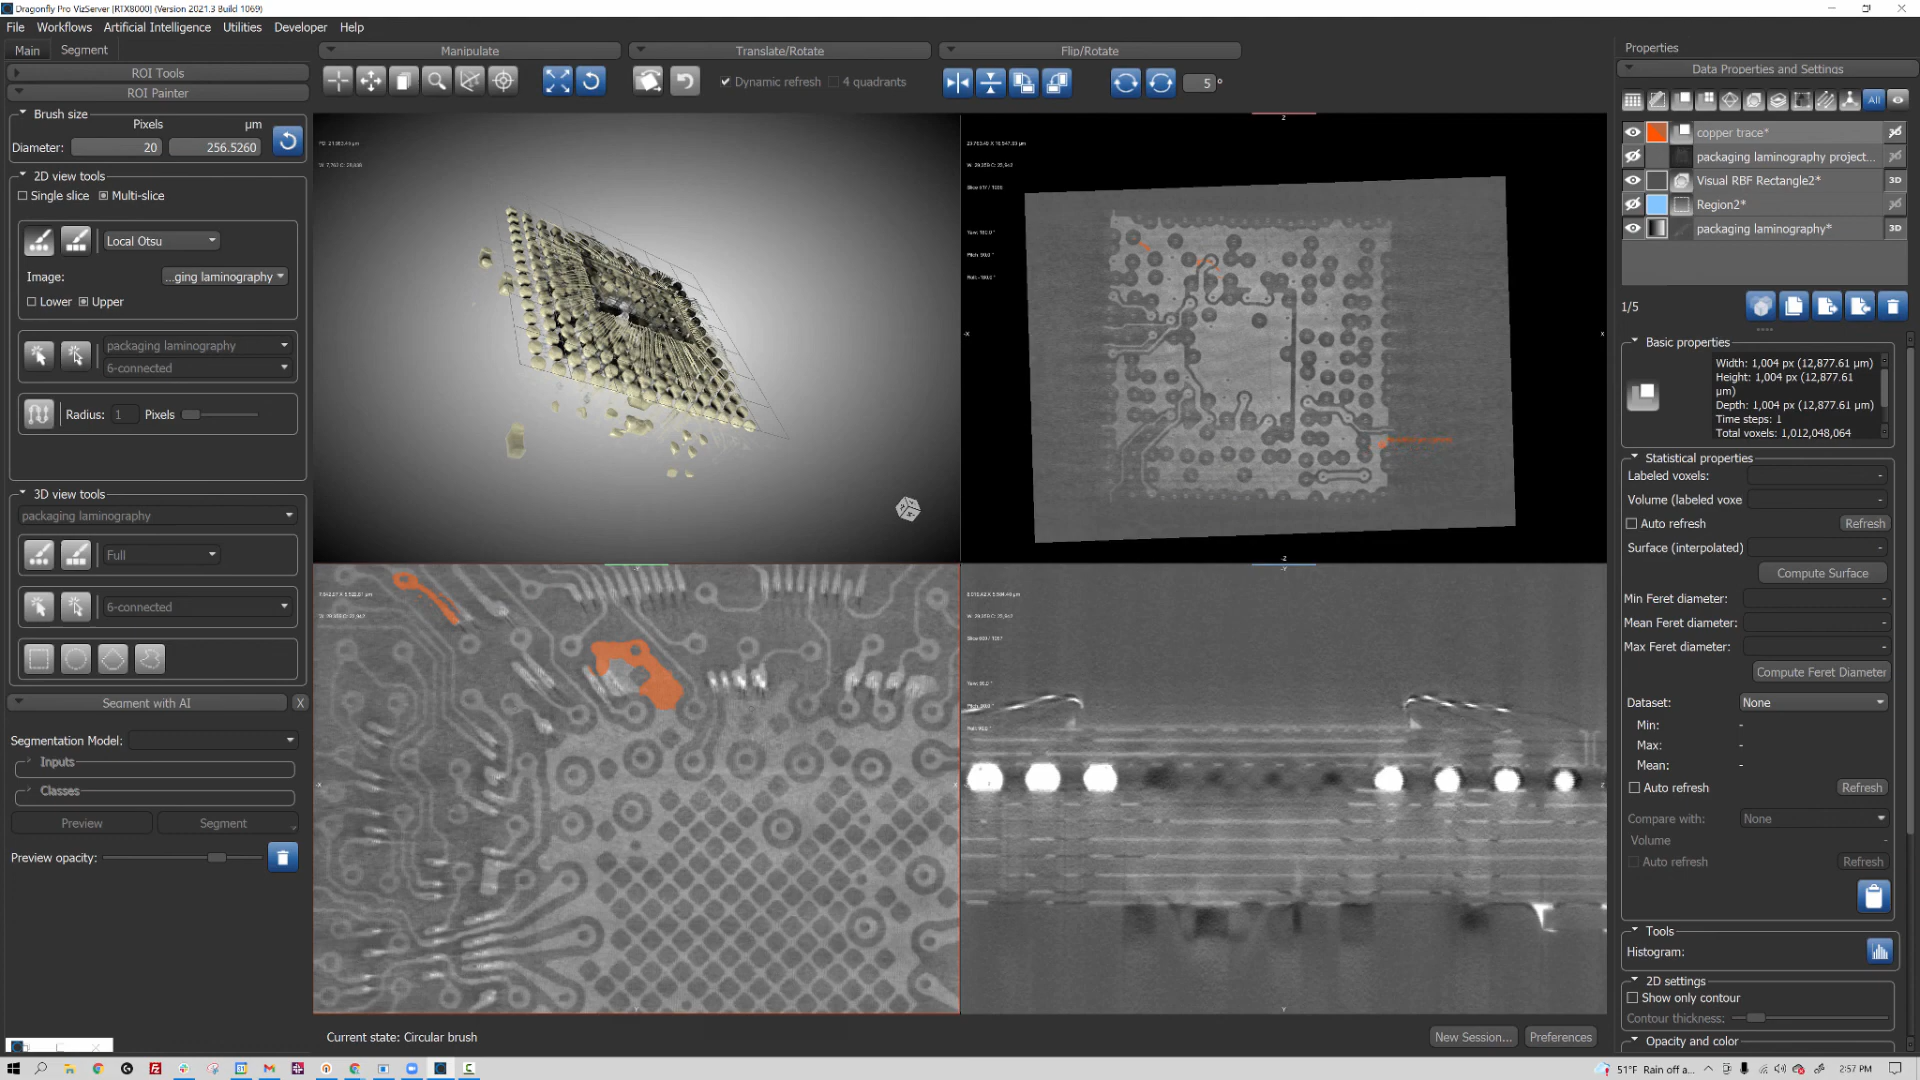 Dragonfly Pro VizServer [RTX8000] (Version 2021.3 Build 1069)
File Workflows Artificial Intelligence Utilities Developer Help
Main Segment
ROI Tools
ROI Painter
Brush size
Pixels µm
Diameter: 20 256.5260
2D view tools
Single slice Multi-slice
Local Otsu
Image: ...ging laminography
Lower Upper
packaging laminography
6-connected
Radius: 1 Pixels
3D view tools
packaging laminography
Full
6-connected
Segment with AI X
Segmentation Model:
Inputs
Classes
Preview Segment
Preview opacity:
Manipulate Translate/Rotate Flip/Rotate
Dynamic refresh 4 quadrants 5 °
Current state: Circular brush
New Session... Preferences
Properties
Data Properties and Settings
All
copper trace*
packaging laminography project...
Visual RBF Rectangle2* 3D
Region2*
packaging laminography* 3D
1/5
Basic properties
Width: 1,004 px (12,877.61 µm)
Height: 1,004 px (12,877.61
µm)
Depth: 1,004 px (12,877.61 µm)
Time steps: 1
Total voxels: 1,012,048,064
Statistical properties
Labeled voxels: -
Volume (labeled voxe -
Auto refresh Refresh
Surface (interpolated) -
Compute Surface
Min Feret diameter: -
Mean Feret diameter: -
Max Feret diameter: -
Compute Feret Diameter
Dataset: None
Min: -
Max: -
Mean: -
Auto refresh Refresh
Compare with: None
Volume -
Auto refresh Refresh
Tools
Histogram:
2D settings
Show only contour
Contour thickness:
Opacity and color
51°F Rain off a... 2:57 PM